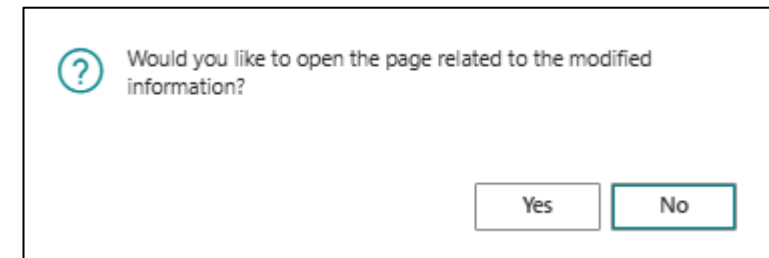 Would you like to open the page related to the modified
information?
Yes
No